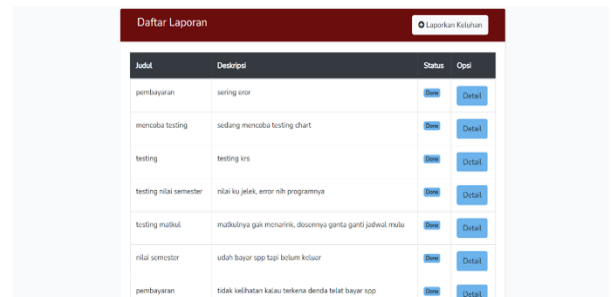 Daftar Laporan
Laporkan Keluhan
Judul Deskripsi Status Opsi
pembayaran sering eror Done Detail
mencoba testing sedang mencoba testing chart Done Detail
testing testing krs Done Detail
testing nilai semester nilai ku jelek, error nih programnya Done Detail
testing matkul matkulnya gak menarink, dosennya gonta ganti jadwal mulu Done Detail
nilai semester udah bayar spp tapi belum keluar Done Detail
pembayaran tidak kelihatan kalau terkena denda telat bayar spp Done Detail